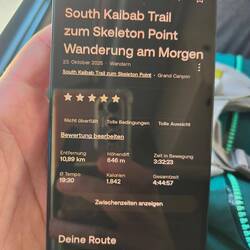 South Kaibab Trail
zum Skeleton Point
Wanderung am Morgen
23. Oktober 2025 · Wandern
South Kaibab Trail zum Skeleton Point · Grand Canyon
Nicht überfüllt
Tolle Bedingungen
Tolle Aussicht
Bewertung bearbeiten
Entfernung
10,89 km
Höhendiff.
646 m
Zeit in Bewegung
3:32:23
Ø Tempo
19:30
Kalorien
1.842
Gesamtzeit
4:44:57
Zwischenzeiten anzeigen
Deine Route